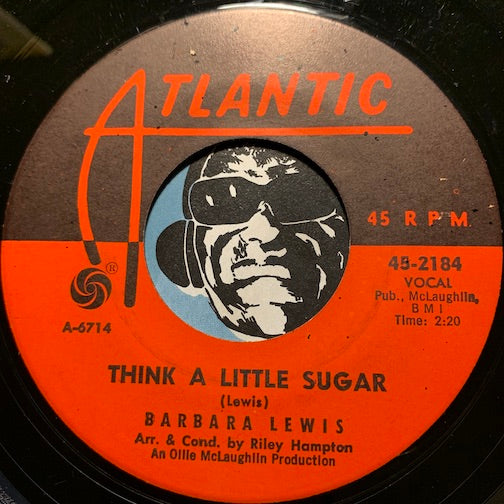 ATLANTIC
45 RPM
45-2184
VOCAL
Pub., McLaughlin,
BMI
Time: 2:20
®
A-6714
THINK A LITTLE SUGAR
(Lewis)
BARBARA LEWIS
Arr. & Cond. by Riley Hampton
An Ollie McLaughlin Production